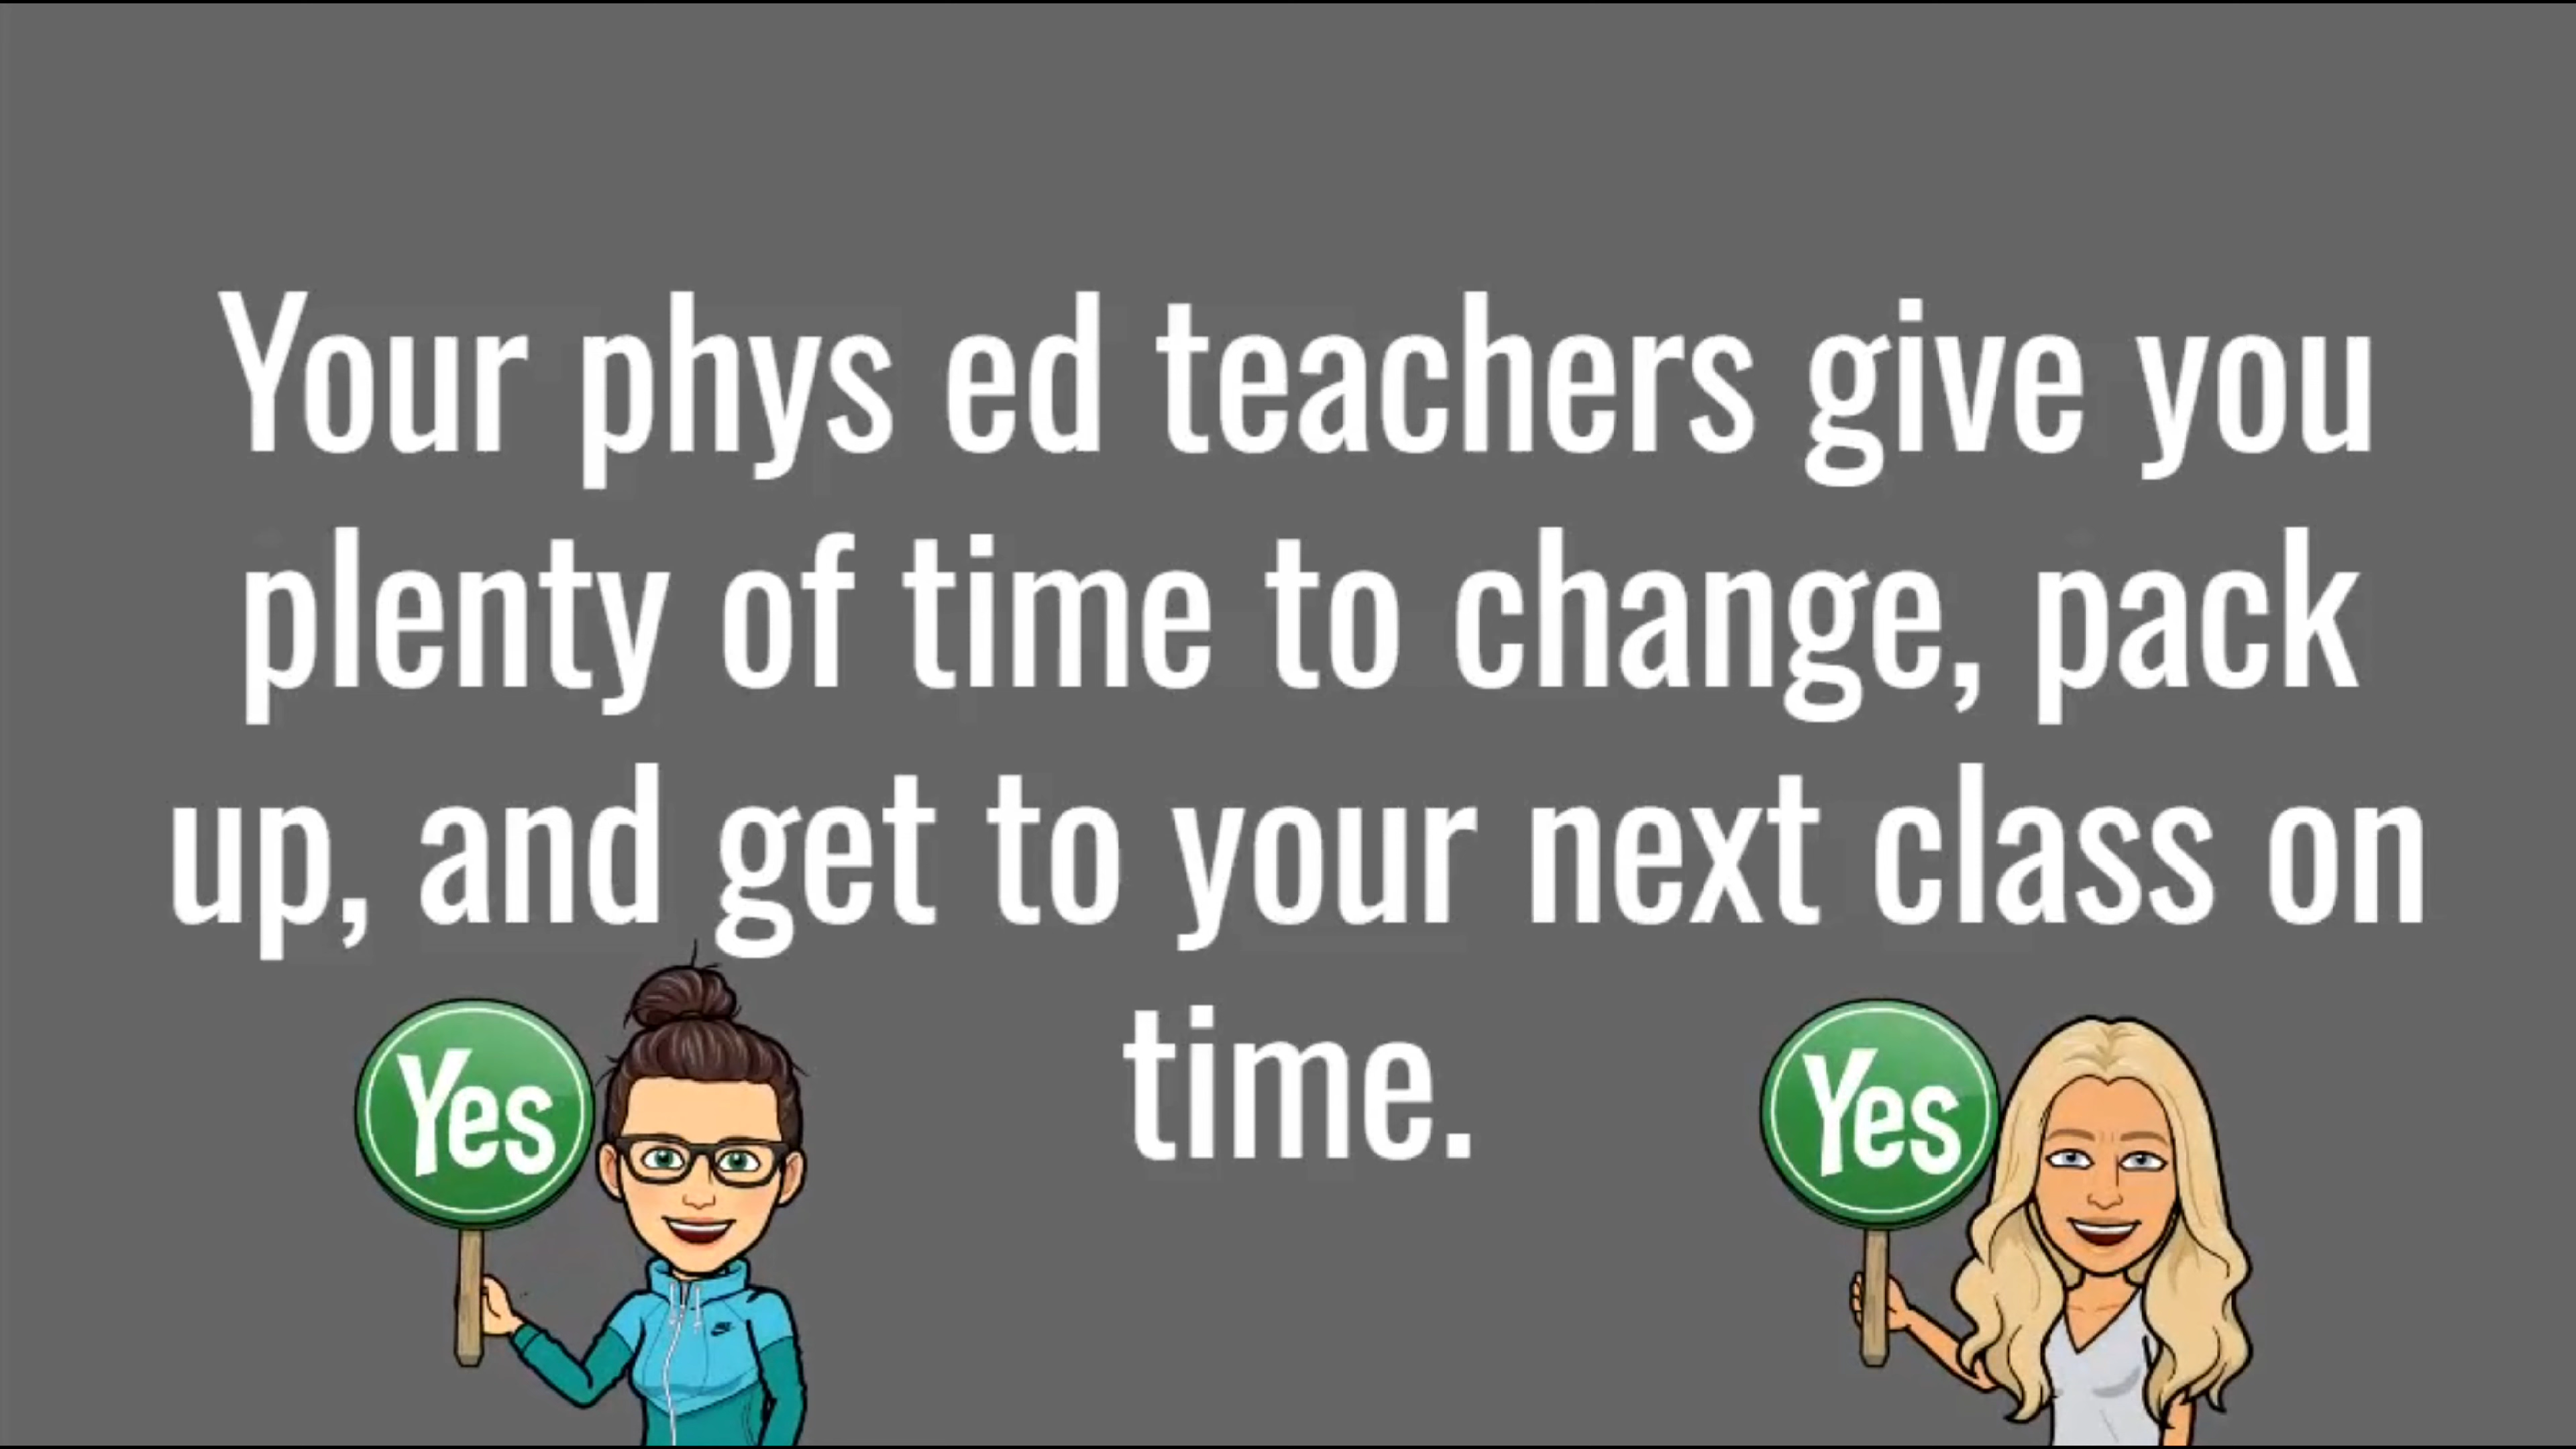 Your phys ed teachers give you
plenty of time to change, pack
up, and get to your next class on
time.
Yes
Yes